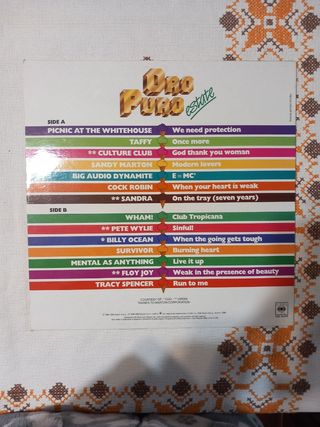 ORO
PURO
estate
SIDE A
PICNIC AT THE WHITEHOUSE We need protection
TAFFY Once more
** CULTURE CLUB God thank you woman
SANDY MARTON Modern lovers
BIG AUDIO DYNAMITE E=MC²
COCK ROBIN When your heart is weak
** SANDRA On the tray (seven years)
SIDE B
WHAM! Club Tropicana
** PETE WYLIE Sinful!
* BILLY OCEAN When the going gets tough
SURVIVOR Burning heart
MENTAL AS ANYTHING Live it up
** FLOY JOY Weak in the presence of beauty
TRACY SPENCER Run to me
CBS